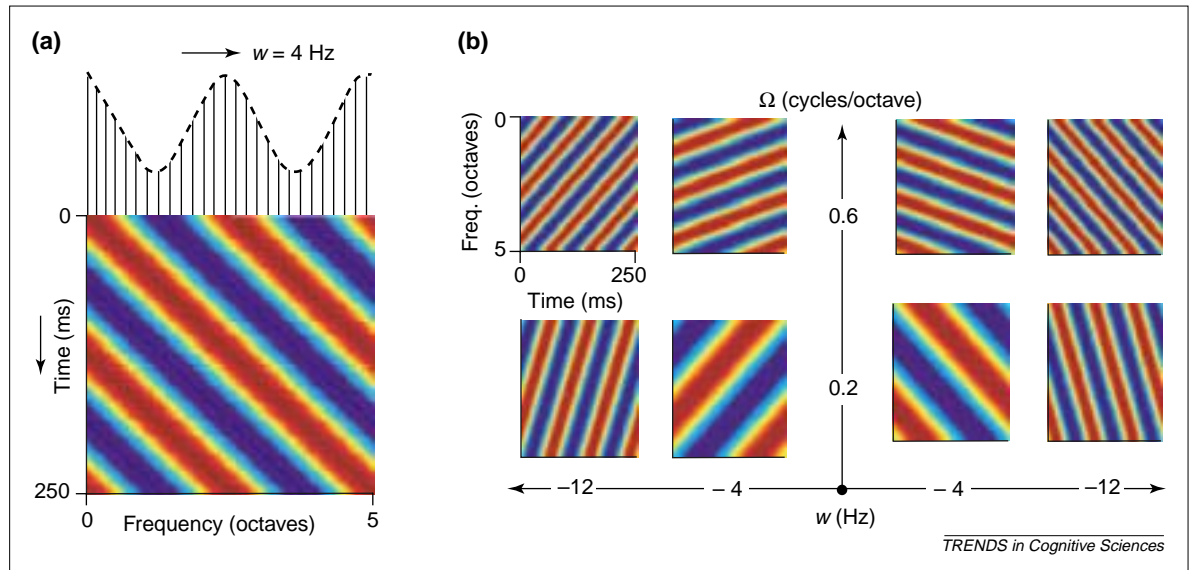 (a)
w = 4 Hz
0
Time (ms)
250
0
Frequency (octaves)
5
(b)
Ω (cycles/octave)
0
Freq. (octaves)
5
0
250
Time (ms)
0.6
0.2
–12
– 4
– 4
–12
w (Hz)
TRENDS in Cognitive Sciences